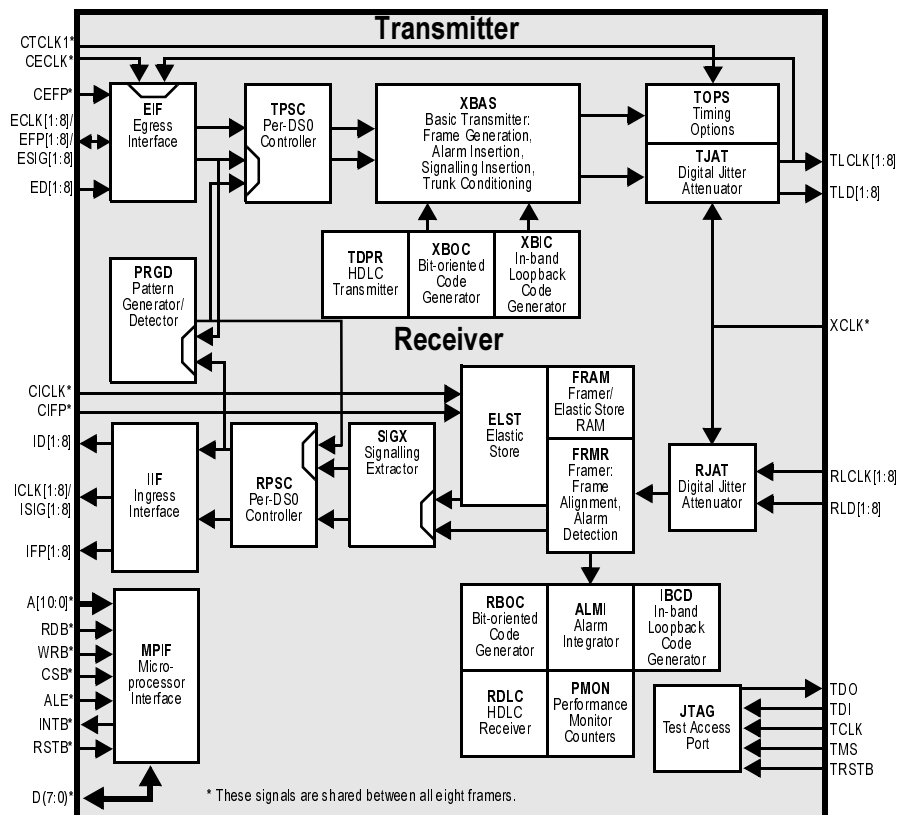 Transmitter
CTCLK1*
CECLK*
CEFP*
ECLK[1:8]/
EFP[1:8]/
ESIG[1:8]
ED[1:8]
EIF
Egress
Interface
TPSC
Per-DS0
Controller
XBAS
Basic Transmitter:
Frame Generation,
Alarm Insertion,
Signalling Insertion,
Trunk Conditioning
TOPS
Timing
Options
TJAT
Digital Jitter
Attenuator
TLCLK[1:8]
TLD[1:8]
TDPR
HDLC
Transmitter
XBOC
Bit-oriented
Code
Generator
XBIC
In-band
Loopback
Code
Generator
PRGD
Pattern
Generator/
Detector
XCLK*
Receiver
CICLK*
CIFP*
ID[1:8]
ICLK[1:8]/
ISIG[1:8]
IFP[1:8]
IIF
Ingress
Interface
RPSC
Per-DS0
Controller
SIGX
Signalling
Extractor
ELST
Elastic
Store
FRAM
Framer/
Elastic Store
RAM
FRMR
Framer:
Frame
Alignment,
Alarm
Detection
RJAT
Digital Jitter
Attenuator
RLCLK[1:8]
RLD[1:8]
A[10:0]*
RDB*
WRB*
CSB*
ALE*
INTB*
RSTB*
D(7:0)*
MPIF
Micro-
processor
Interface
RBOC
Bit-oriented
Code
Generator
ALMI
Alarm
Integrator
IBCD
In-band
Loopback
Code
Generator
RDLC
HDLC
Receiver
PMON
Performance
Monitor
Counters
JTAG
Test Access
Port
TDO
TDI
TCLK
TMS
TRSTB
* These signals are shared between all eight framers.